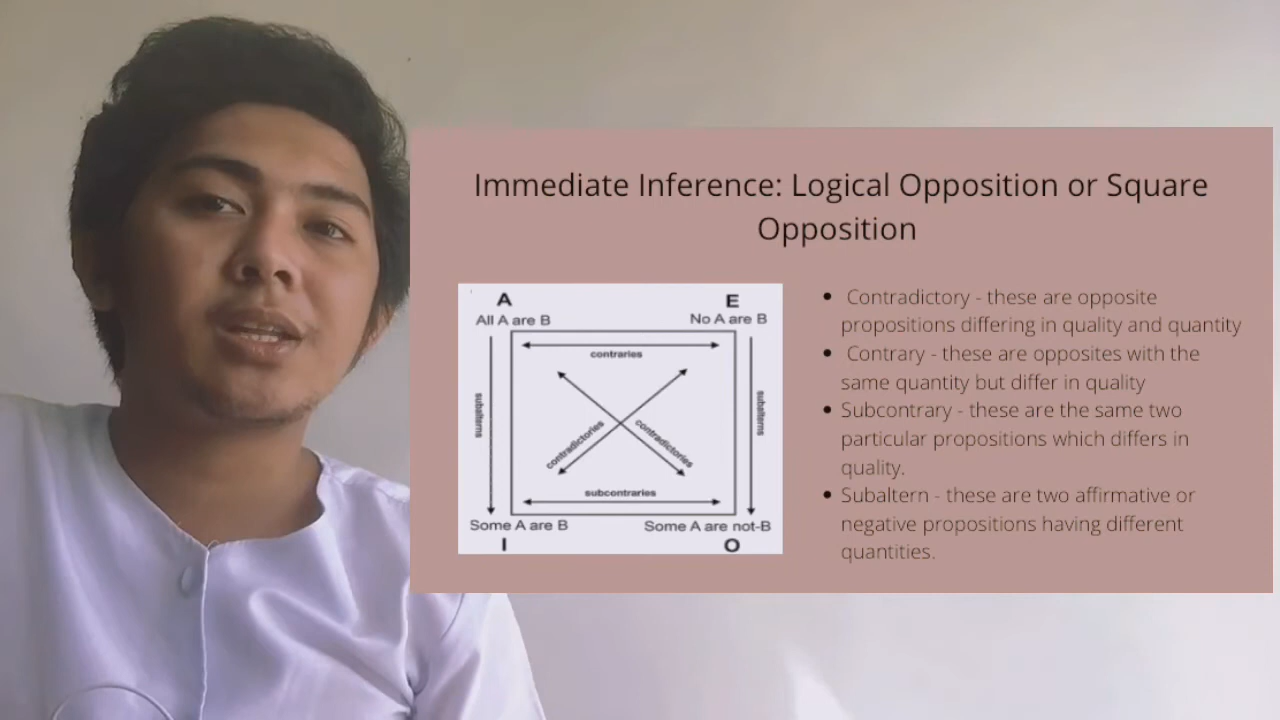 Immediate Inference: Logical Opposition or Square
Opposition
A
E
All A are B
No A are B
contraries
subalterns
subalterns
contradictories
contradictories
subcontraries
Some A are B
Some A are not-B
I
O
Contradictory - these are opposite
propositions differing in quality and quantity
Contrary - these are opposites with the
same quantity but differ in quality
Subcontrary - these are the same two
particular propositions which differs in
quality.
Subaltern - these are two affirmative or
negative propositions having different
quantities.